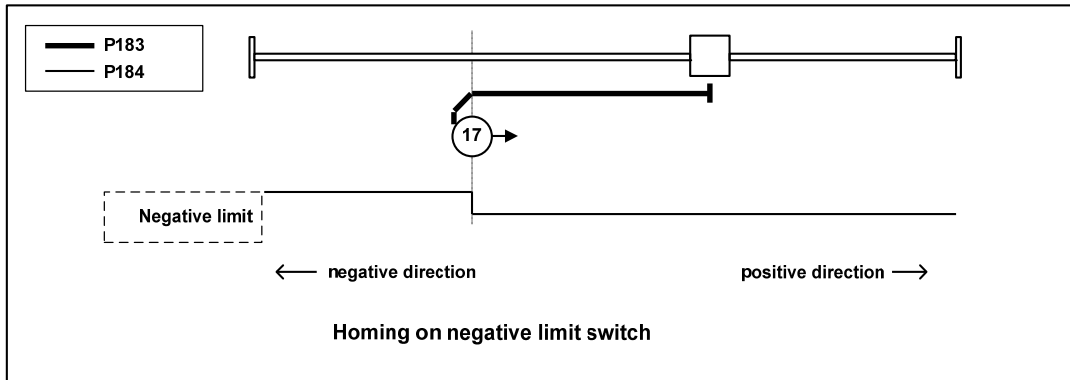 P183
P184
17
Negative limit
negative direction
positive direction
Homing on negative limit switch